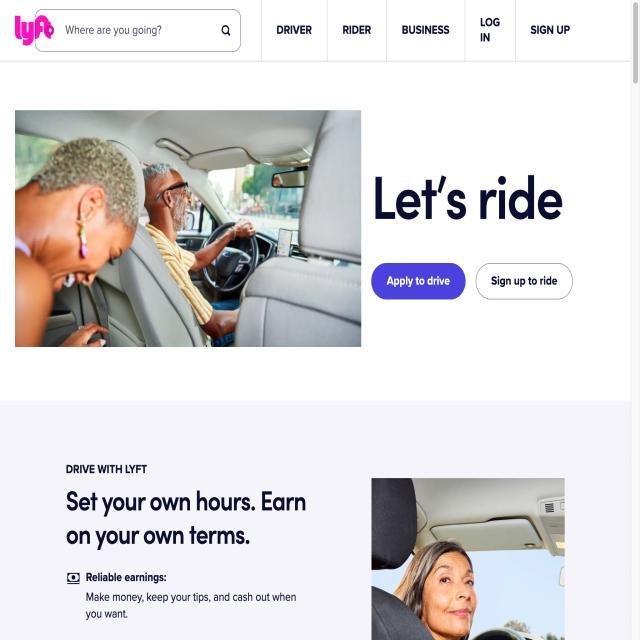 lyft
Where are you going?
DRIVER
RIDER
BUSINESS
LOG
IN
SIGN UP
Let's ride
Apply to drive
Sign up to ride
DRIVE WITH LYFT
Set your own hours. Earn
on your own terms.
Reliable earnings:
Make money, keep your tips, and cash out when
you want.